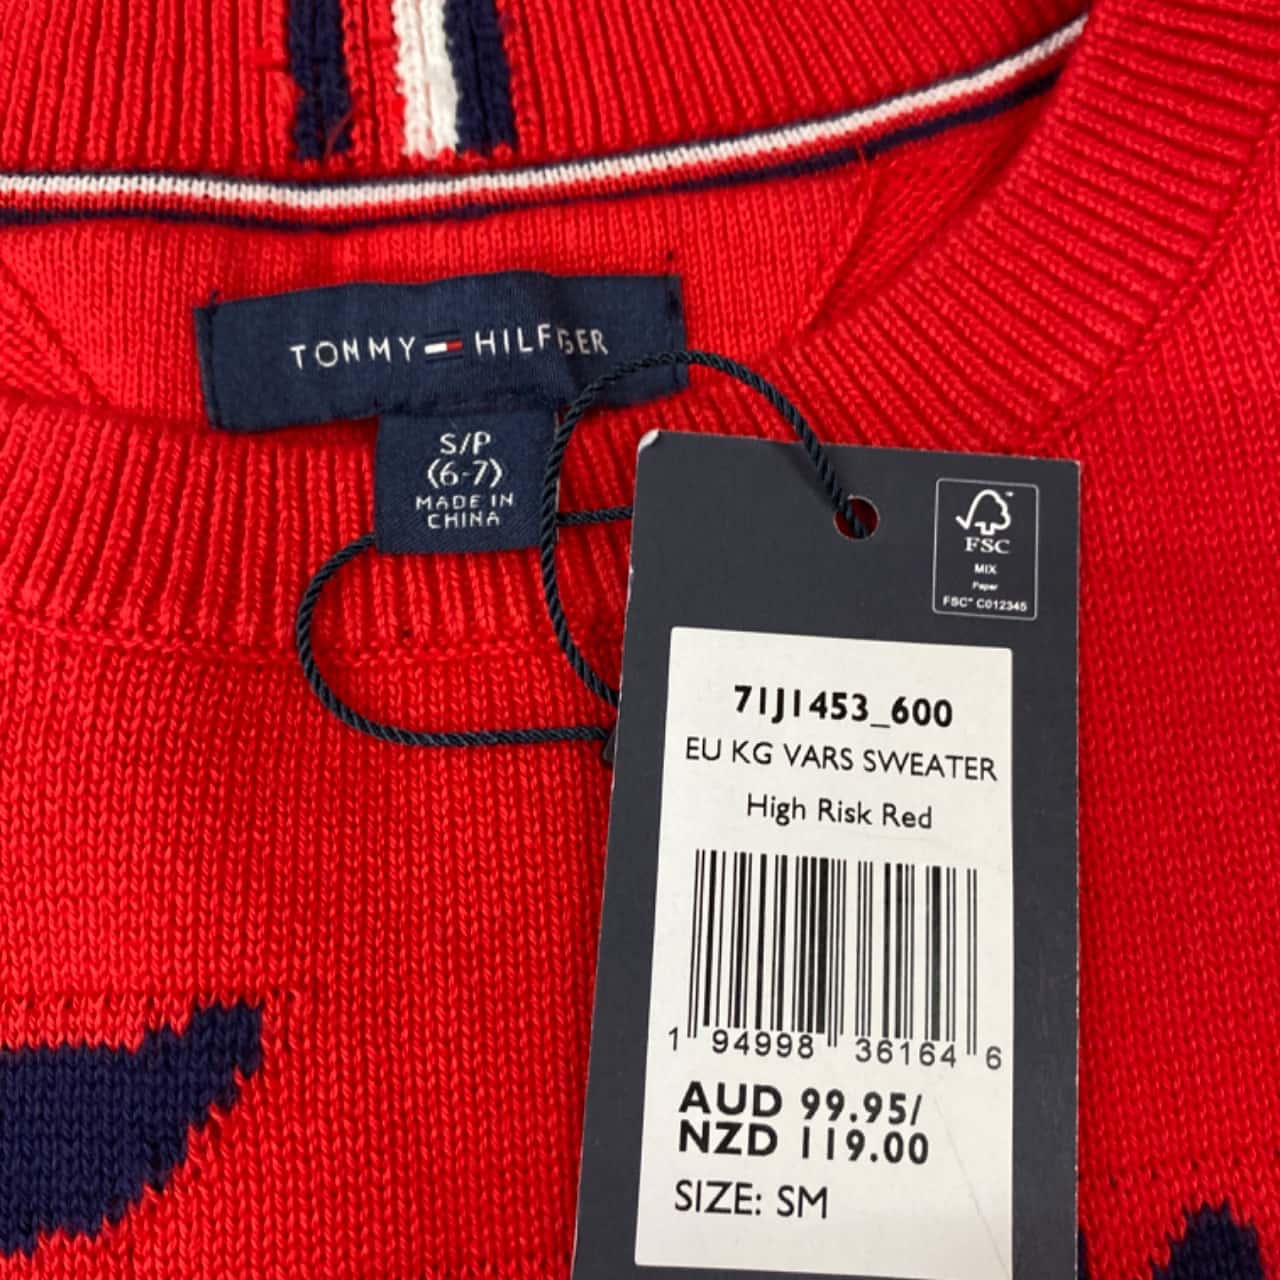 TOMMY HILFIGER
S/P
(6-7)
MADE IN
CHINA
FSC
MIX
Paper
FSC™ C012345
71J1453_600
EU KG VARS SWEATER
High Risk Red
1 94998 36164 6
AUD 99.95/
NZD 119.00
SIZE: SM